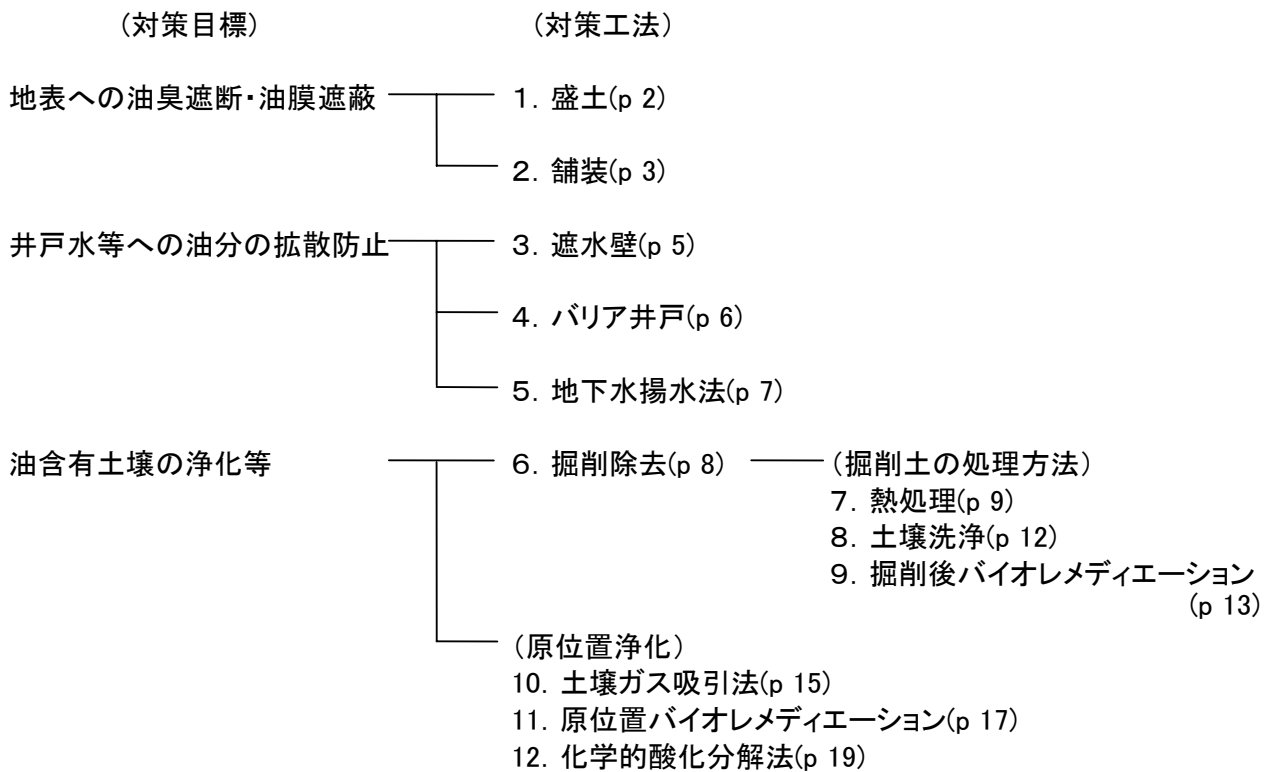 (対策目標) (対策工法)
地表への油臭遮断・油膜遮蔽 1. 盛土(p 2)
2. 舗装(p 3)
井戸水等への油分の拡散防止 3. 遮水壁(p 5)
4. バリア井戸(p 6)
5. 地下水揚水法(p 7)
油含有土壌の浄化等 6. 掘削除去(p 8) (掘削土の処理方法)
7. 熱処理(p 9)
8. 土壌洗浄(p 12)
9. 掘削後バイオレメディエーション
(p 13)
(原位置浄化)
10. 土壌ガス吸引法(p 15)
11. 原位置バイオレメディエーション(p 17)
12. 化学的酸化分解法(p 19)